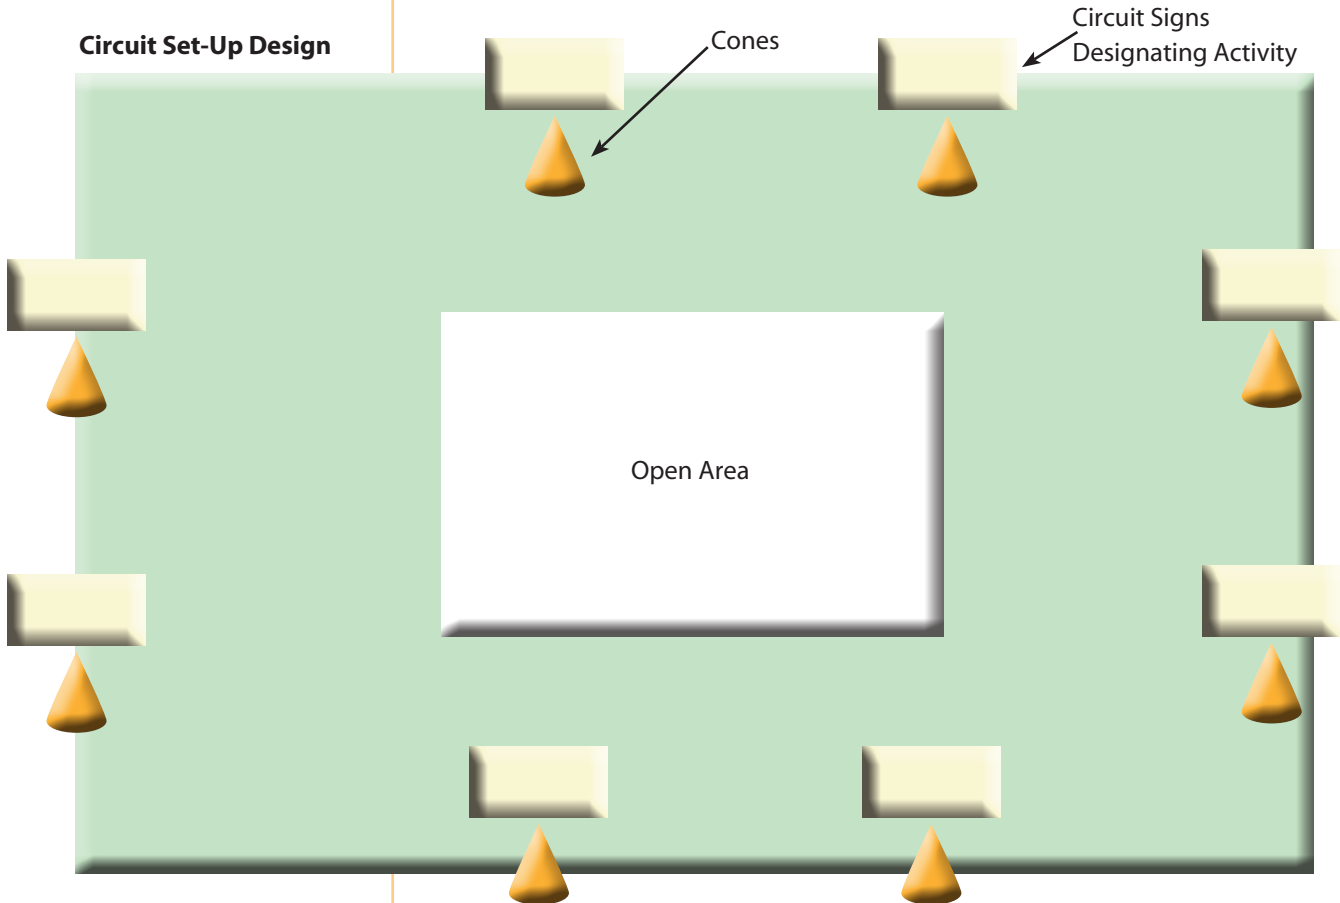 Circuit Set-Up Design
Cones
Circuit Signs
Designating Activity
Open Area